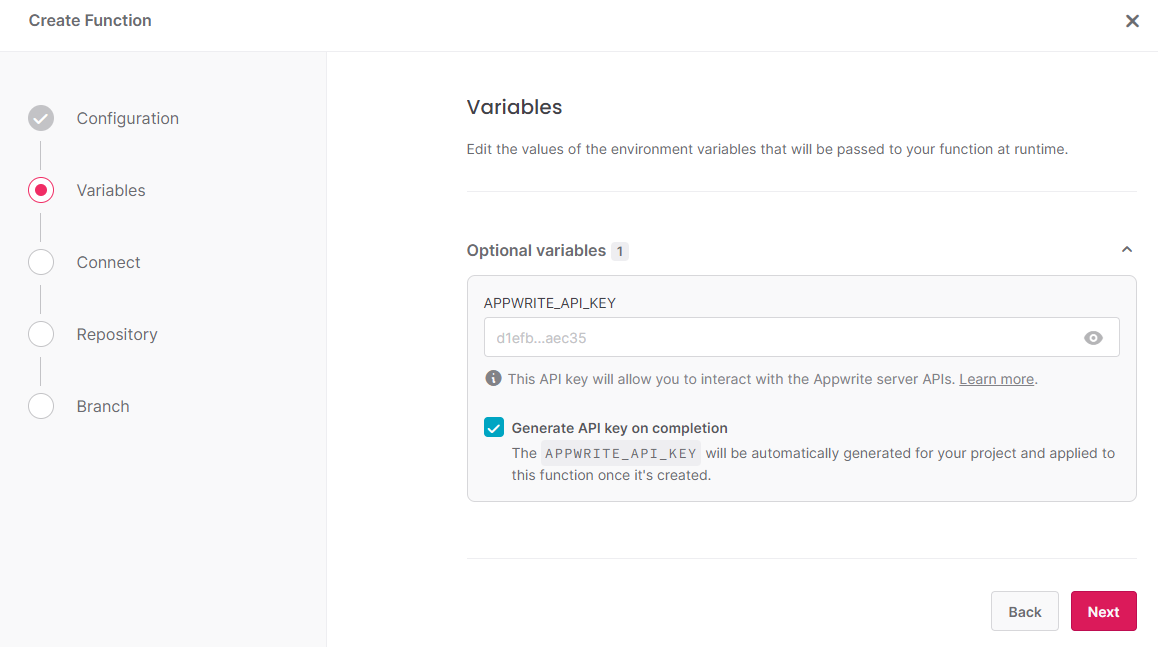 Create Function
Configuration
Variables
Connect
Repository
Branch
Variables
Edit the values of the environment variables that will be passed to your function at runtime.
Optional variables 1
APPWRITE_API_KEY
d1efb...aec35
This API key will allow you to interact with the Appwrite server APIs. Learn more.
Generate API key on completion
The APPWRITE_API_KEY will be automatically generated for your project and applied to
this function once it's created.
Back
Next